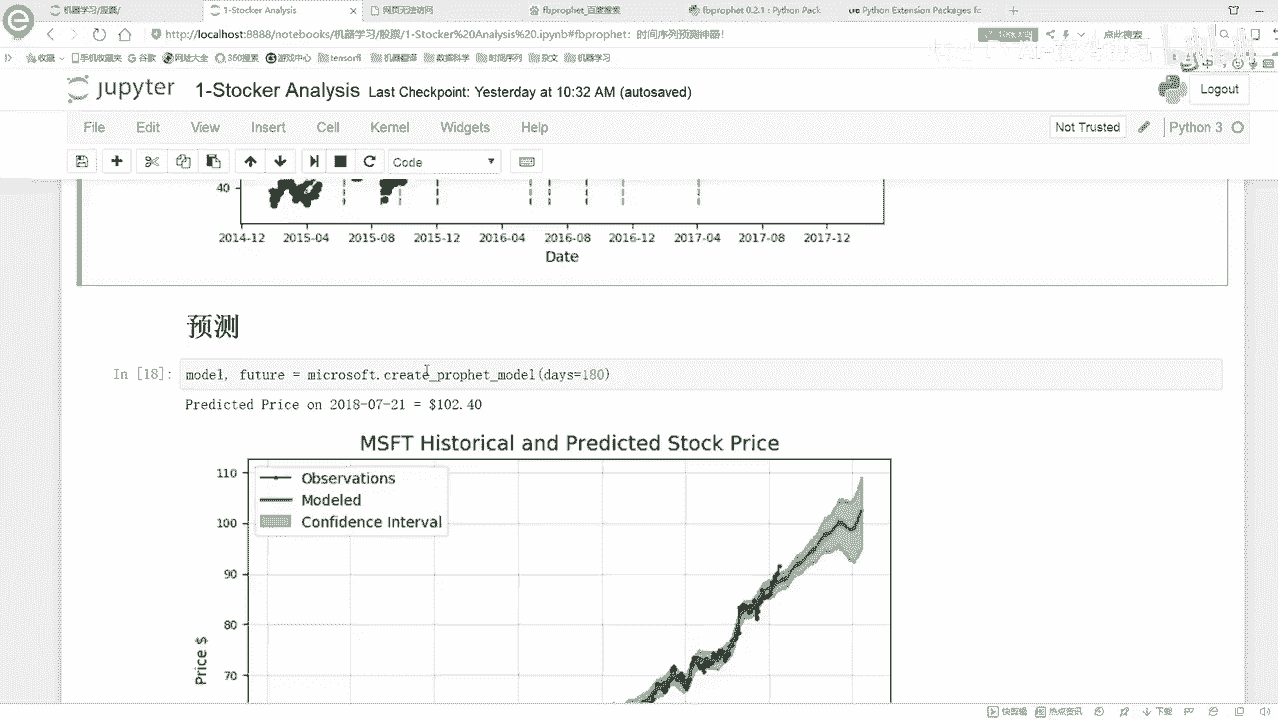 机器学习/股票/
1-Stocker Analysis
网页无法访问
fbprophet_百度搜索
fbprophet 0.2.1 : Python Pack
Python Extension Packages fo
http://localhost:8888/notebooks/机器学习/股票/1-Stocker%20Analysis%20.ipynb#fbprophet：时间序列预测神器！
点此搜索
收藏
手机收藏夹
谷歌
网址大全
360搜索
游戏中心
tensorfl
机器翻译
数据科学
时间序列
杂文
机器学习
jupyter
1-Stocker Analysis
Last Checkpoint: Yesterday at 10:32 AM (autosaved)
Logout
File Edit View Insert Cell Kernel Widgets Help
Not Trusted
Python 3
Code
40
2014-12 2015-04 2015-08 2015-12 2016-04 2016-08 2016-12 2017-04 2017-08 2017-12
Date
预测
In [18]: model, future = microsoft.create_prophet_model(days=180)
Predicted Price on 2018-07-21 = $102.40
MSFT Historical and Predicted Stock Price
110
100
90
80
70
Price $
Observations
Modeled
Confidence Interval
快剪辑
热点资讯
下载